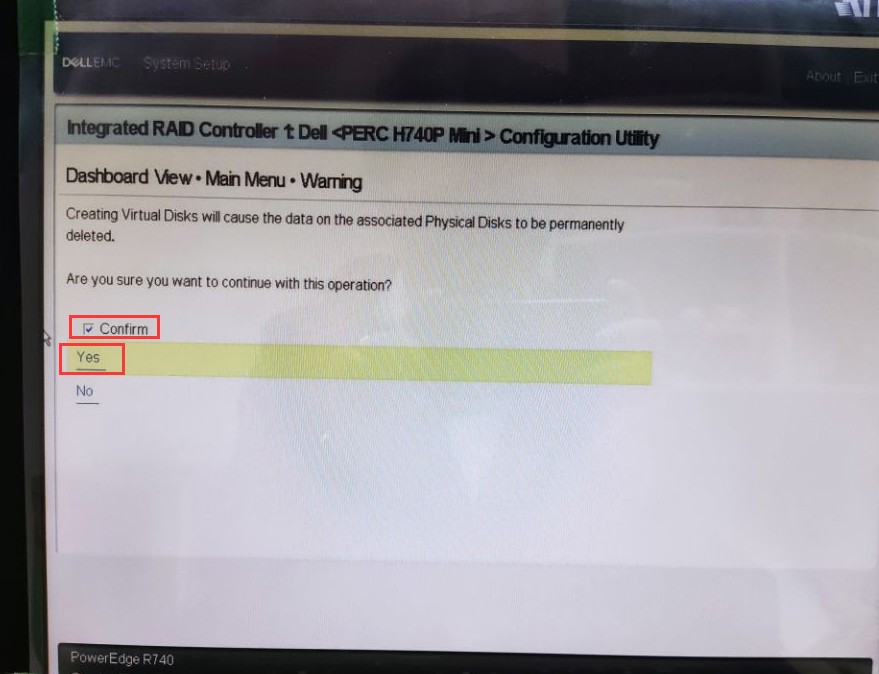 DELLEMC System Setup
About Exit
Integrated RAID Controller 1: Dell <PERC H740P Mini > Configuration Utility
Dashboard View • Main Menu • Warning
Creating Virtual Disks will cause the data on the associated Physical Disks to be permanently
deleted.
Are you sure you want to continue with this operation?
Confirm
Yes
No
PowerEdge R740